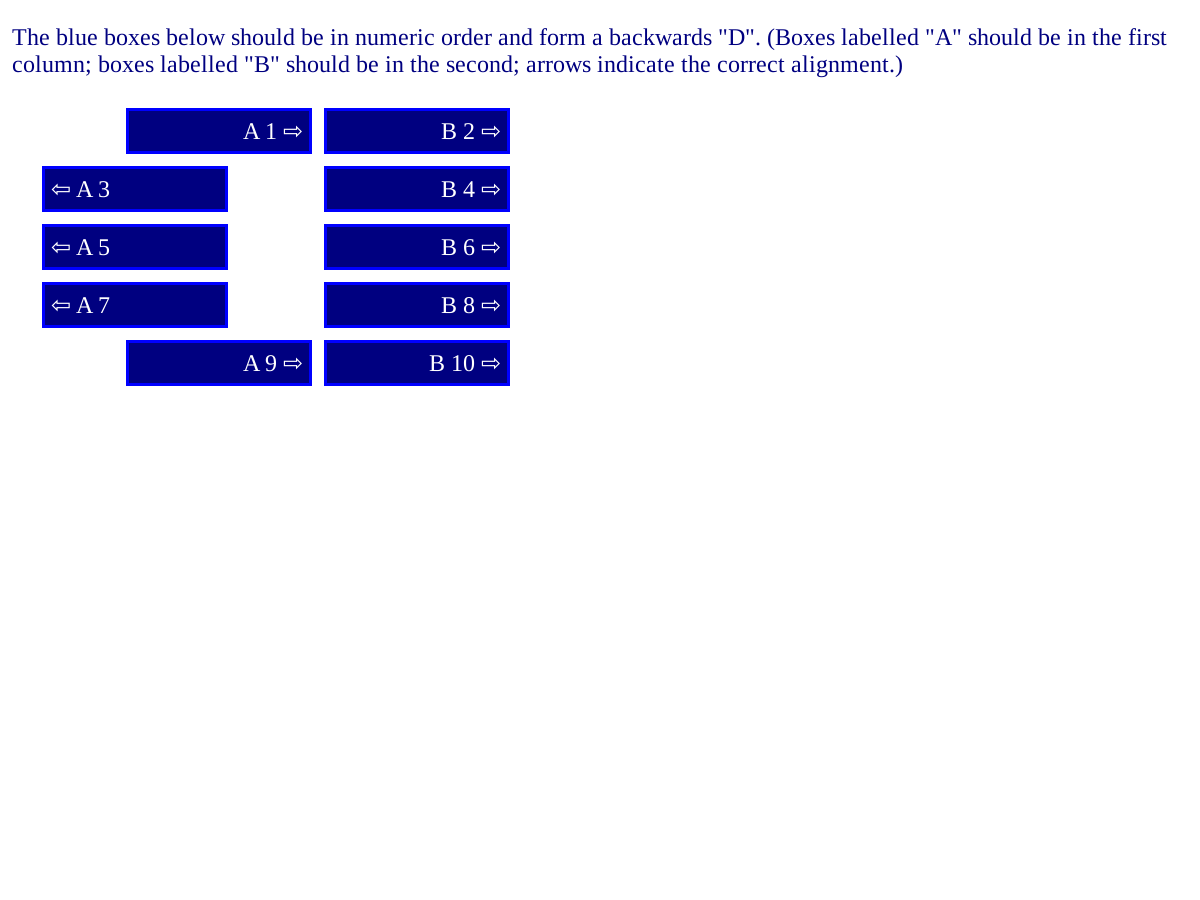 The blue boxes below should be in numeric order and form a backwards "D". (Boxes labelled "A" should be in the first
column; boxes labelled "B" should be in the second; arrows indicate the correct alignment.)
A 1 ⇨ B 2 ⇨
⇦ A 3 B 4 ⇨
⇦ A 5 B 6 ⇨
⇦ A 7 B 8 ⇨
A 9 ⇨ B 10 ⇨